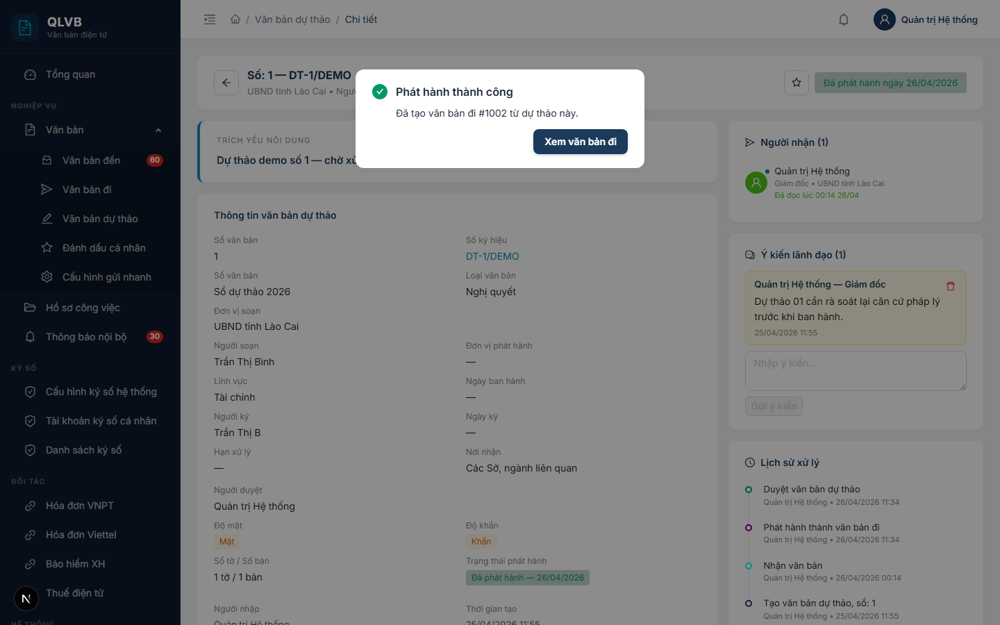 QLVB
Văn bản điện tử
Tổng quan
NGHIỆP VỤ
Văn bản
Văn bản đến
60
Văn bản đi
Văn bản dự thảo
Đánh dấu cá nhân
Cấu hình gửi nhanh
Hồ sơ công việc
Thông báo nội bộ
30
KÝ SỐ
Cấu hình ký số hệ thống
Tài khoản ký số cá nhân
Danh sách ký số
ĐỐI TÁC
Hóa đơn VNPT
Hóa đơn Viettel
Bảo hiểm XH
Thuế điện tử
HỆ THỐNG
N
/ Văn bản dự thảo / Chi tiết
Quản trị Hệ thống
Số: 1 — DT-1/DEMO
UBND tỉnh Lào Cai •
Đã phát hành ngày 26/04/2026
Phát hành thành công
Đã tạo văn bản đi #1002 từ dự thảo này.
Xem văn bản đi
TRÍCH YẾU NỘI DUNG
Dự thảo demo số 1 — chờ
Thông tin văn bản dự thảo
Số văn bản
1
Số ký hiệu
DT-1/DEMO
Sổ văn bản
Sổ dự thảo 2026
Loại văn bản
Nghị quyết
Đơn vị soạn
UBND tỉnh Lào Cai
Người soạn
Trần Thị Bình
Đơn vị phát hành
—
Lĩnh vực
Tài chính
Ngày ban hành
—
Người ký
Trần Thị B
Ngày ký
—
Hạn xử lý
—
Nơi nhận
Các Sở, ngành liên quan
Người duyệt
Quản trị Hệ thống
Độ mật
Mật
Độ khẩn
Khẩn
Số tờ / Số bản
1 tờ / 1 bản
Trạng thái phát hành
Đã phát hành — 26/04/2026
Người nhập
Quản trị Hệ thống
Thời gian tạo
25/04/2026 11:55
Người nhận (1)
Quản trị Hệ thống
Giám đốc • UBND tỉnh Lào Cai
Đã đọc lúc 00:14 26/04
Ý kiến lãnh đạo (1)
Quản trị Hệ thống — Giám đốc
Dự thảo 01 cần rà soát lại căn cứ pháp lý
trước khi ban hành.
25/04/2026 11:55
Nhập ý kiến...
Gửi ý kiến
Lịch sử xử lý
Duyệt văn bản dự thảo
Quản trị Hệ thống • 26/04/2026 11:34
Phát hành thành văn bản đi
Quản trị Hệ thống • 26/04/2026 11:34
Nhận văn bản
Quản trị Hệ thống • 26/04/2026 00:14
Tạo văn bản dự thảo, số: 1
Quản trị Hệ thống • 25/04/2026 11:55